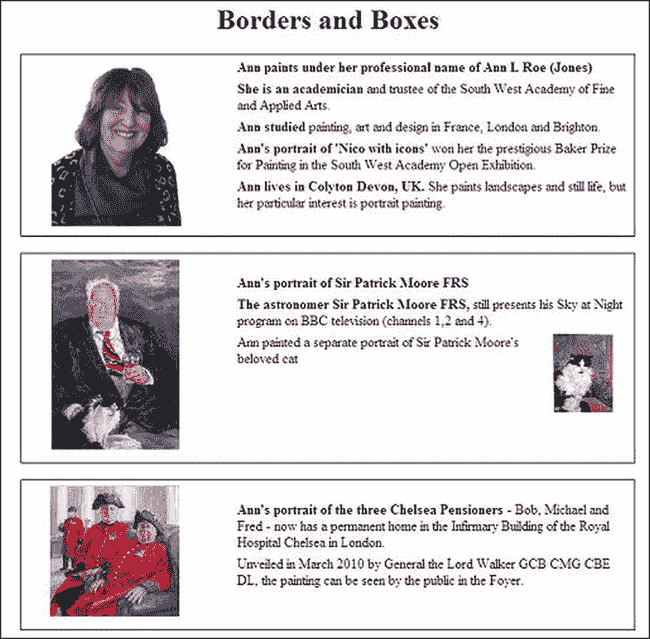 Borders and Boxes
Ann paints under her professional name of Ann L Roe (Jones)
She is an academician and trustee of the South West Academy of Fine
and Applied Arts.
Ann studied painting, art and design in France, London and Brighton.
Ann's portrait of 'Nico with icons' won her the prestigious Baker Prize
for Painting in the South West Academy Open Exhibition.
Ann lives in Colyton Devon, UK. She paints landscapes and still life, but
her particular interest is portrait painting.
Ann's portrait of Sir Patrick Moore FRS
The astronomer Sir Patrick Moore FRS, still presents his Sky at Night
program on BBC television (channels 1,2 and 4).
Ann painted a separate portrait of Sir Patrick Moore's
beloved cat
Ann's portrait of the three Chelsea Pensioners - Bob, Michael and
Fred - now has a permanent home in the Infirmary Building of the Royal
Hospital Chelsea in London.
Unveiled in March 2010 by General the Lord Walker GCB CMG CBE
DL, the painting can be seen by the public in the Foyer.